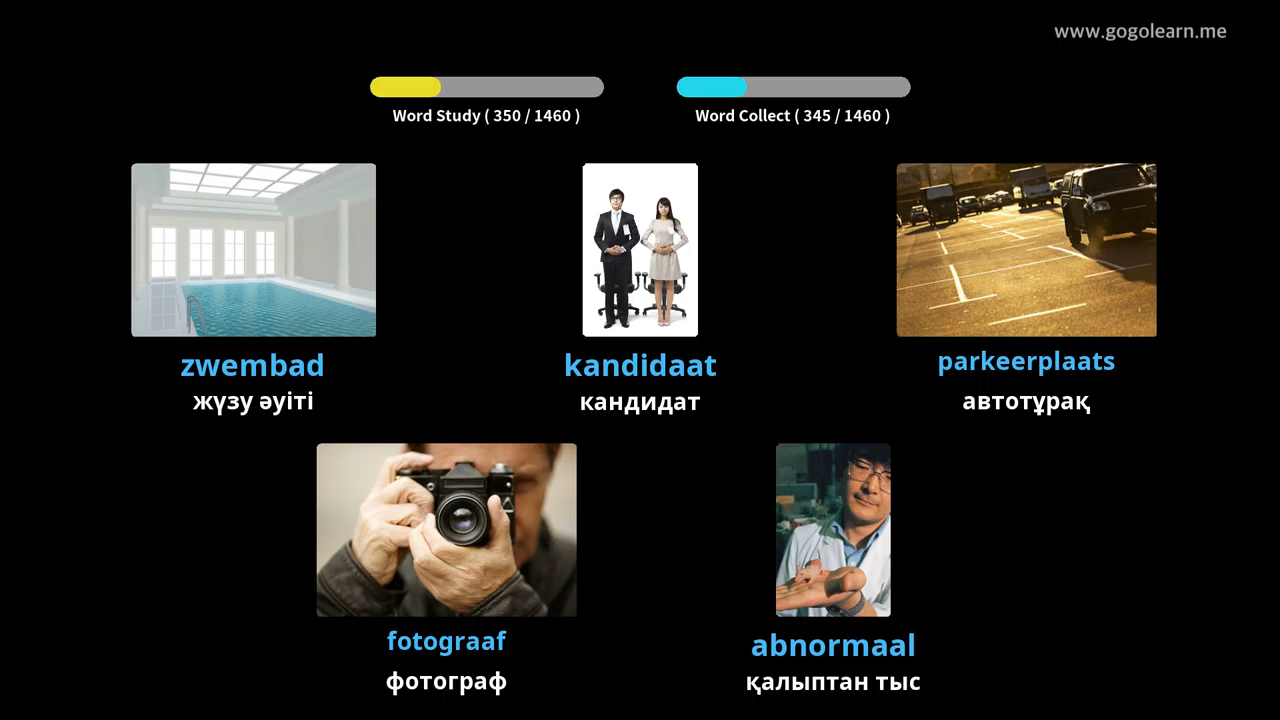 www.gogolearn.me
Word Study ( 350 / 1460 )
Word Collect ( 345 / 1460 )
zwembad
жүзу әуіті
kandidaat
кандидат
parkeerplaats
автотұрақ
fotograaf
фотограф
abnormaal
қалыптан тыс